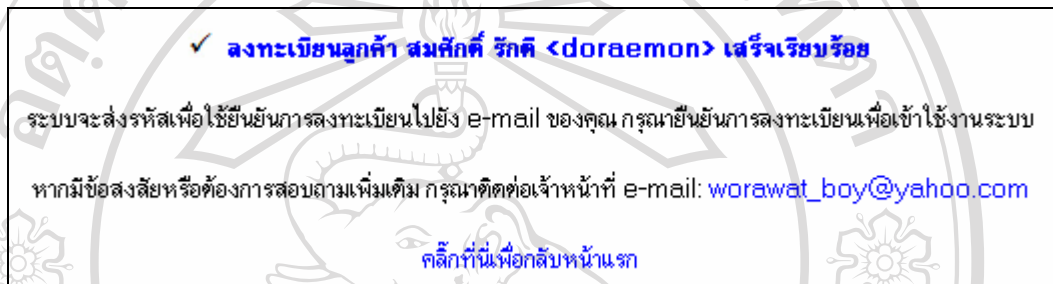 ✓ ลงทะเบียนลูกค้า สมศักดิ์ รักดี <doraemon> เสร็จเรียบร้อย
ระบบจะส่งรหัสเพื่อใช้ยืนยันการลงทะเบียนไปยัง e-mail ของคุณ กรุณายืนยันการลงทะเบียนเพื่อเข้าใช้งานระบบ
หากมีข้อสงสัยหรือต้องการสอบถามเพิ่มเติม กรุณาติดต่อเจ้าหน้าที่ e-mail: worawat_boy@yahoo.com
คลิ๊กที่นี่เพื่อกลับหน้าแรก